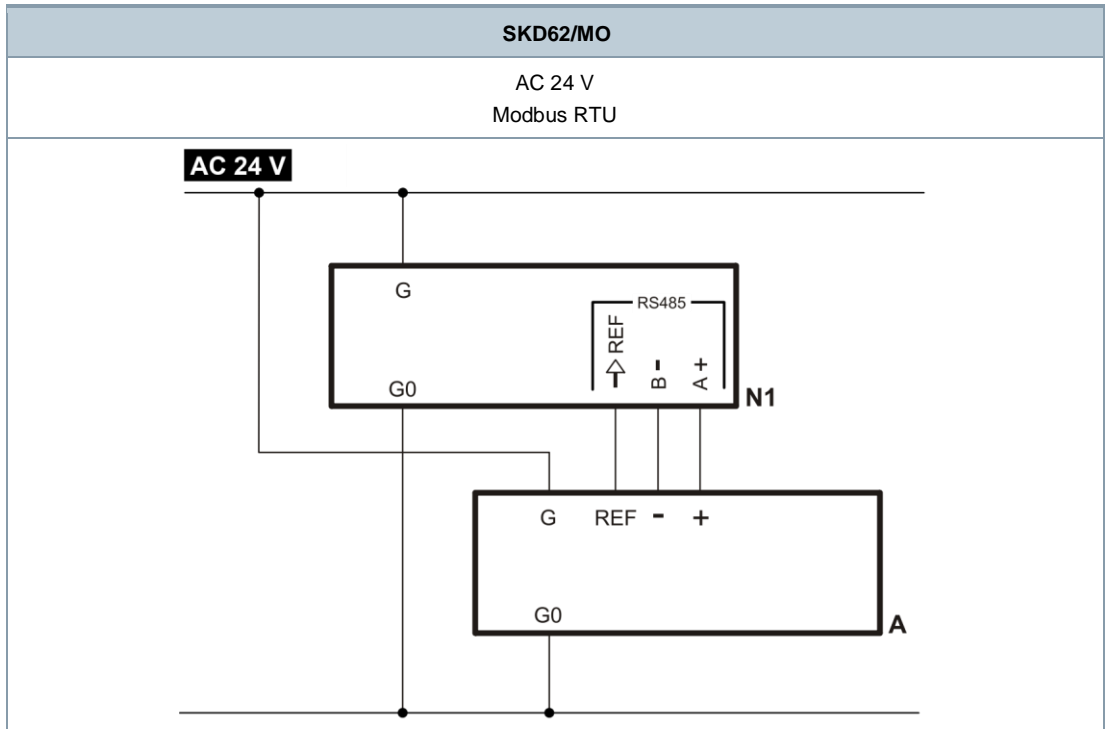 SKD62/MO
AC 24 V
Modbus RTU
AC 24 V
G
RS485
REF
B -
A +
G0
N1
G REF - +
G0
A